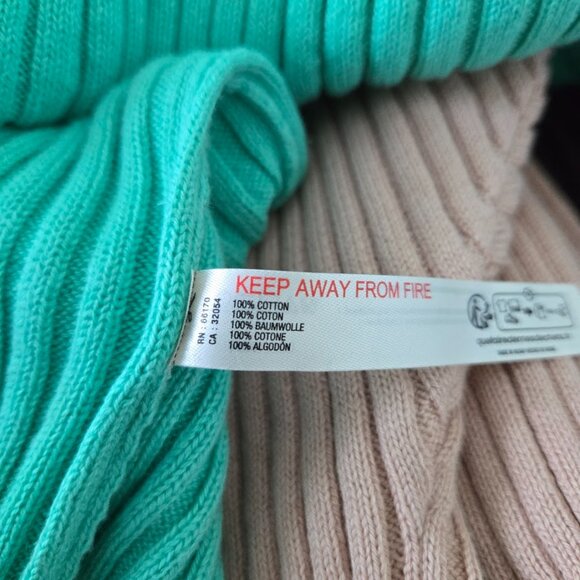 KEEP AWAY FROM FIRE
100% COTTON
100% COTON
100% BAUMWOLLE
100% COTONE
100% ALGODÓN
RN : 66170
CA : 32054